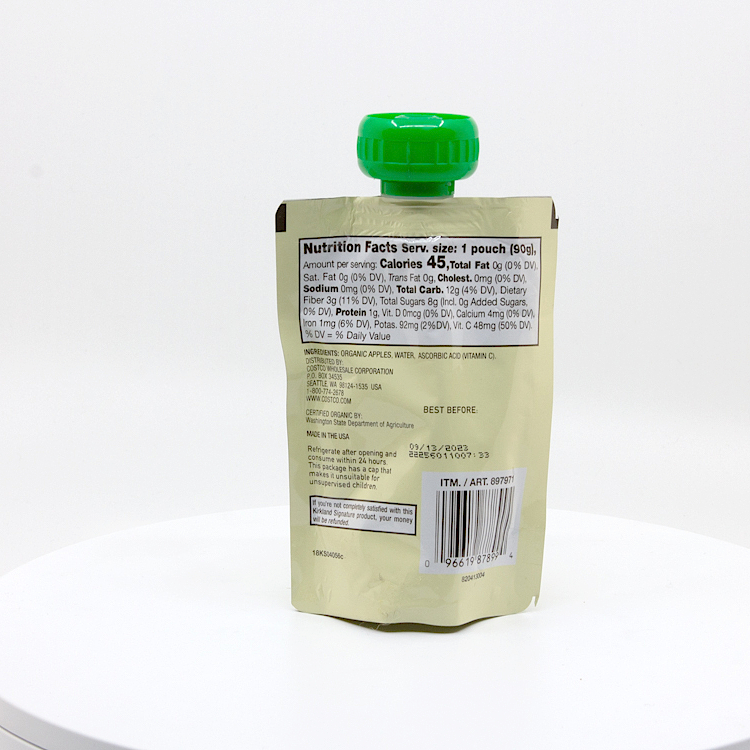 Nutrition Facts Serv. size: 1 pouch (90g),
Amount per serving: Calories 45, Total Fat 0g (0% DV),
Sat. Fat 0g (0% DV), Trans Fat 0g, Cholest. 0mg (0% DV),
Sodium 0mg (0% DV), Total Carb. 12g (4% DV), Dietary
Fiber 3g (11% DV), Total Sugars 8g (Incl. 0g Added Sugars,
0% DV), Protein 1g, Vit. D 0mcg (0% DV), Calcium 4mg (0% DV),
Iron 1mg (6% DV), Potas. 92mg (2%DV), Vit. C 48mg (50% DV).
% DV = % Daily Value
INGREDIENTS: ORGANIC APPLES, WATER, ASCORBIC ACID (VITAMIN C).
DISTRIBUTED BY:
COSTCO WHOLESALE CORPORATION
P.O. BOX 34535
SEATTLE, WA 98124-1535 USA
1-800-774-2678
WWW.COSTCO.COM
CERTIFIED ORGANIC BY:
Washington State Department of Agriculture
MADE IN THE USA
Refrigerate after opening and
consume within 24 hours.
This package has a cap that
makes it unsuitable for
unsupervised children.
If you're not completely satisfied with this
Kirkland Signature product, your money
will be refunded.
18KS04056c
BEST BEFORE:
09/13/2023
2256011007:33
ITM. / ART. 897971
0 96619 87899 4
S20413004